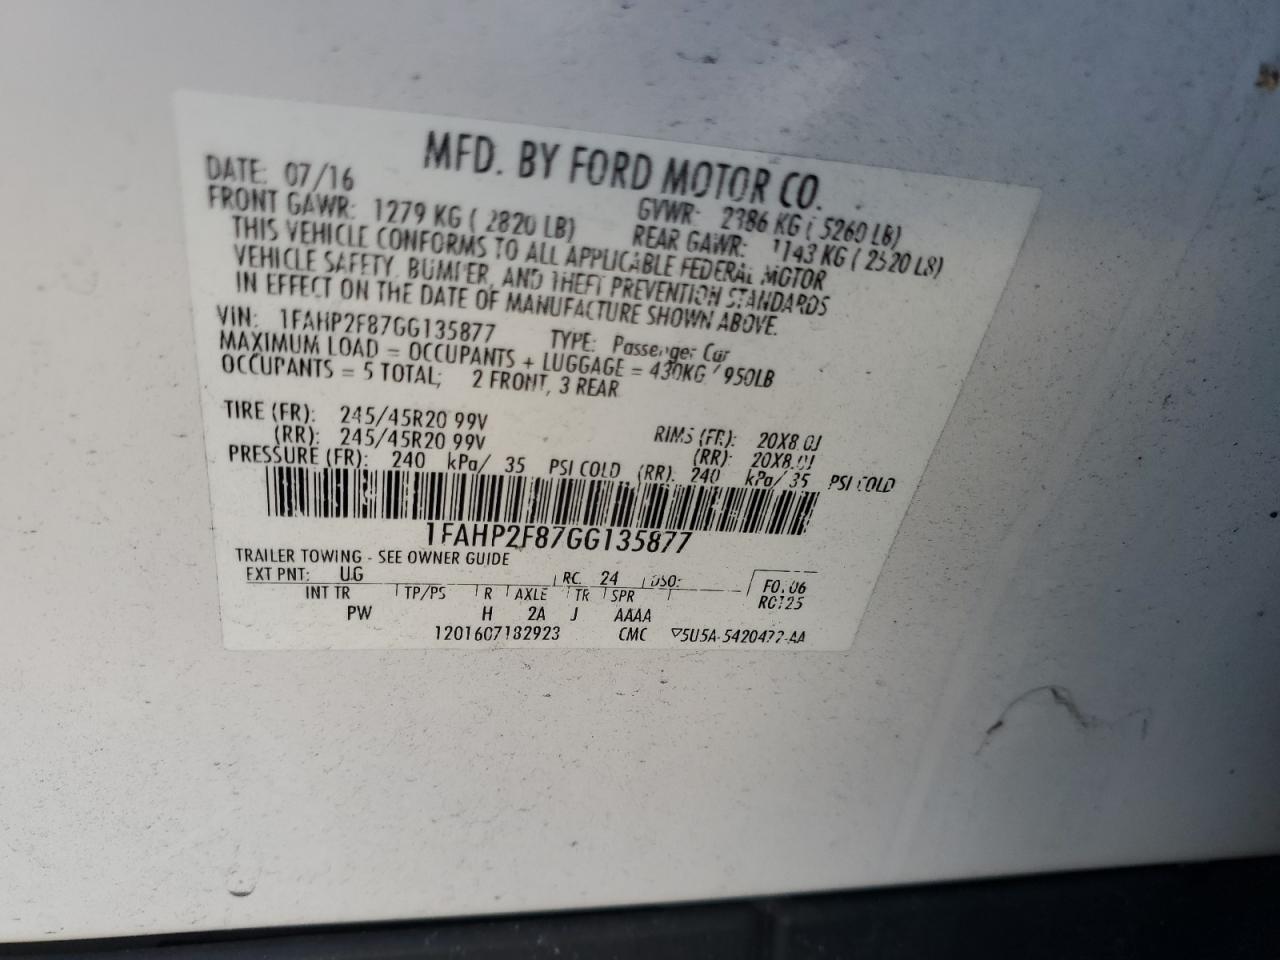 MFD. BY FORD MOTOR CO.
DATE: 07/16 GVWR: 2386 KG ( 5260 LB)
FRONT GAWR: 1279 KG ( 2820 LB) REAR GAWR: 1143 KG ( 2520 LB)
THIS VEHICLE CONFORMS TO ALL APPLICABLE FEDERAL MOTOR
VEHICLE SAFETY, BUMPER, AND THEFT PREVENTION STANDARDS
IN EFFECT ON THE DATE OF MANUFACTURE SHOWN ABOVE.
VIN: 1FAHP2F87GG135877 TYPE: Passenger Car
MAXIMUM LOAD = OCCUPANTS + LUGGAGE = 430KG / 950LB
OCCUPANTS = 5 TOTAL; 2 FRONT, 3 REAR
TIRE (FR): 245/45R20 99V RIMS (FR): 20X8.0J
(RR): 245/45R20 99V (RR): 20X8.0J
PRESSURE (FR): 240 kPa/ 35 PSI COLD (RR): 240 kPa/ 35 PSI COLD
1FAHP2F87GG135877
TRAILER TOWING - SEE OWNER GUIDE
EXT PNT: UG RC: 24 DSO: F0.06
INT TR TP/PS R AXLE TR SPR RC125
PW H 2A J AAAA
1201607132923 CMC ▽5U5A-5420472-AA